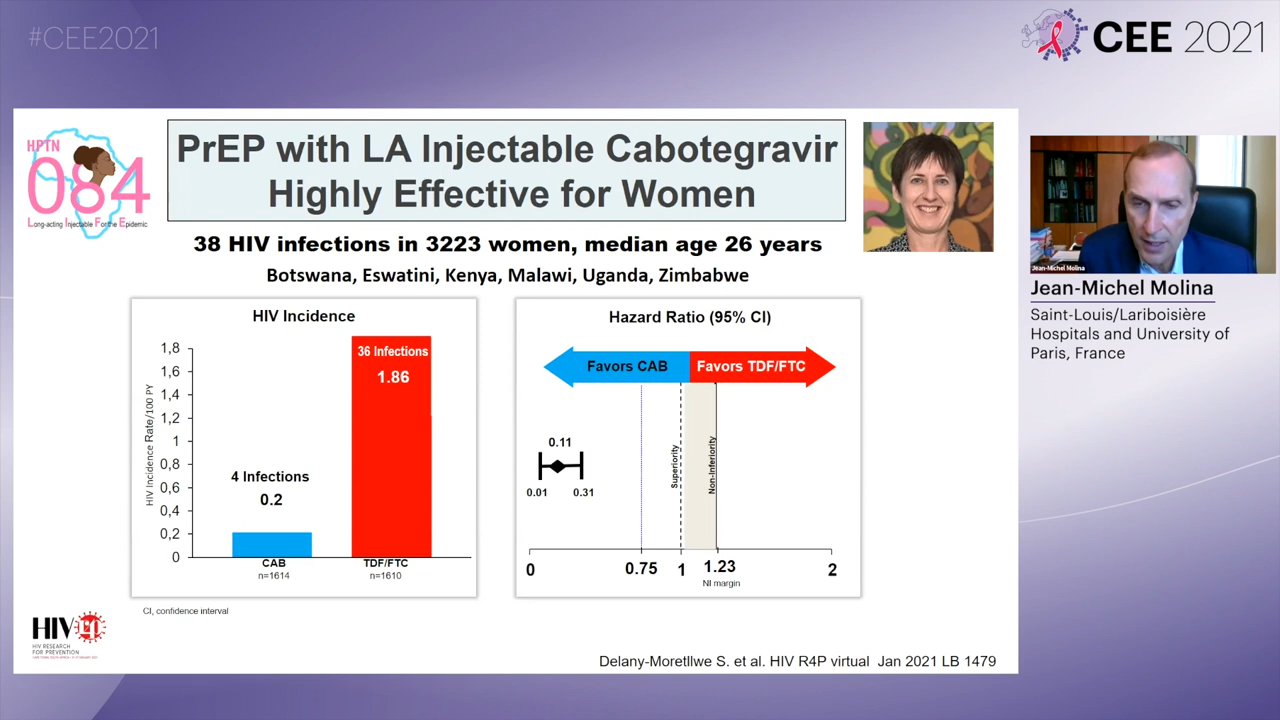 #CEE2021
CEE 2021
HPTN
084
Long-acting Injectable For the Epidemic
PrEP with LA Injectable Cabotegravir
Highly Effective for Women
38 HIV infections in 3223 women, median age 26 years
Botswana, Eswatini, Kenya, Malawi, Uganda, Zimbabwe
HIV Incidence
HIV Incidence Rate/100 PY
1,8
1,6
1,4
1,2
1
0,8
0,6
0,4
0,2
0
36 Infections
1.86
4 Infections
0.2
CAB
n=1614
TDF/FTC
n=1610
Hazard Ratio (95% CI)
Favors CAB
Favors TDF/FTC
0.11
0.01
0.31
Superiority
Non-Inferiority
0
0.75
1
1.23
2
NI margin
CI, confidence interval
HIVR4P
HIV RESEARCH
FOR PREVENTION
Delany-Moretllwe S. et al. HIV R4P virtual Jan 2021 LB 1479
Jean-Michel Molina
Jean-Michel Molina
Saint-Louis/Lariboisière
Hospitals and University of
Paris, France